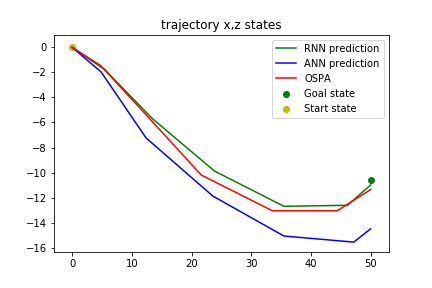 trajectory x,z states
RNN prediction
ANN prediction
OSPA
Goal state
Start state
0
−2
−4
−6
−8
−10
−12
−14
−16
0 10 20 30 40 50